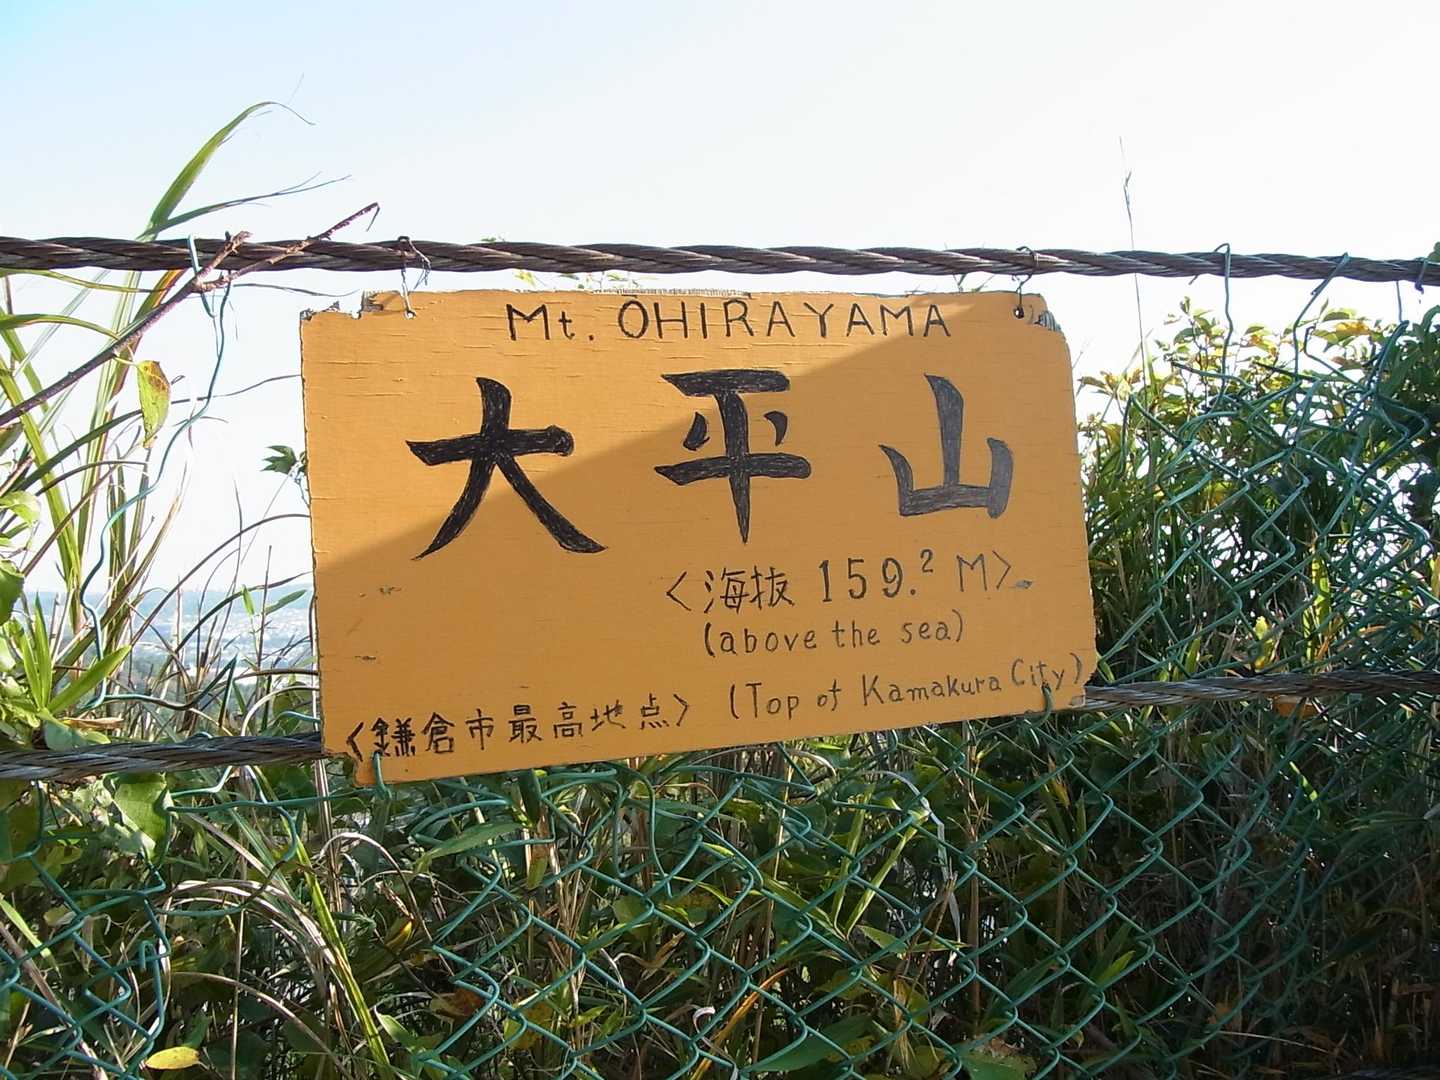 Mt. OHIRAYAMA
大平山
〈海抜 159.² M〉
(above the sea)
〈鎌倉市最高地点〉 (Top of Kamakura City)